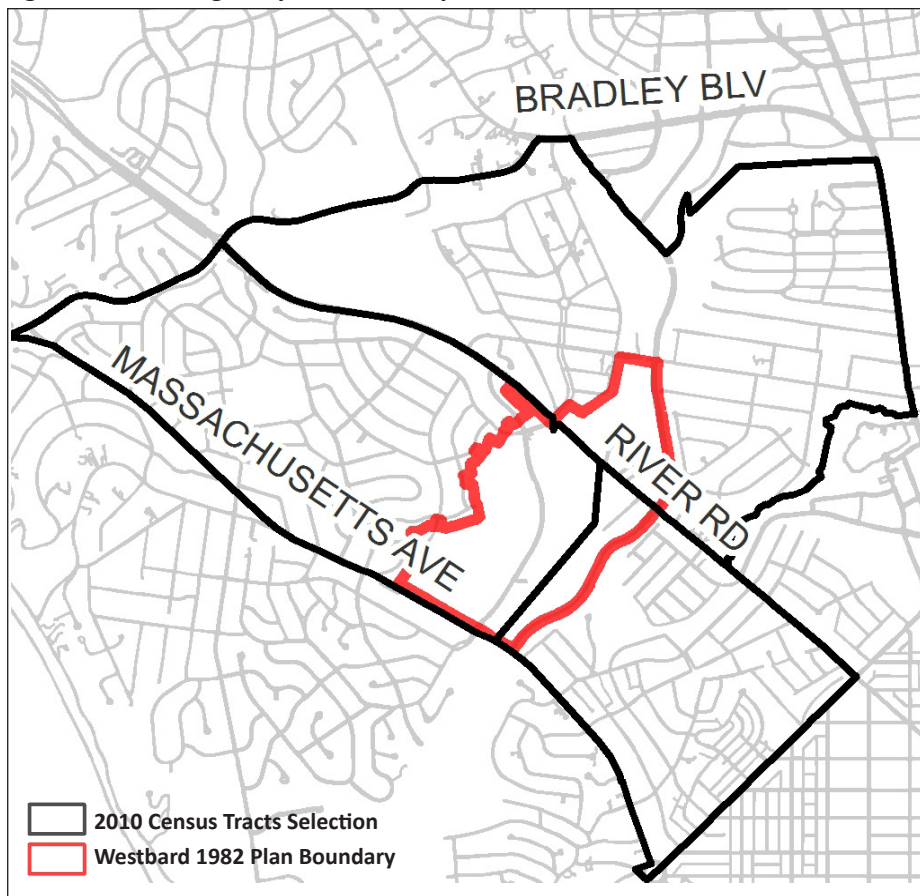 BRADLEY BLV
MASSACHUSETTS AVE
RIVER RD
2010 Census Tracts Selection
Westbard 1982 Plan Boundary